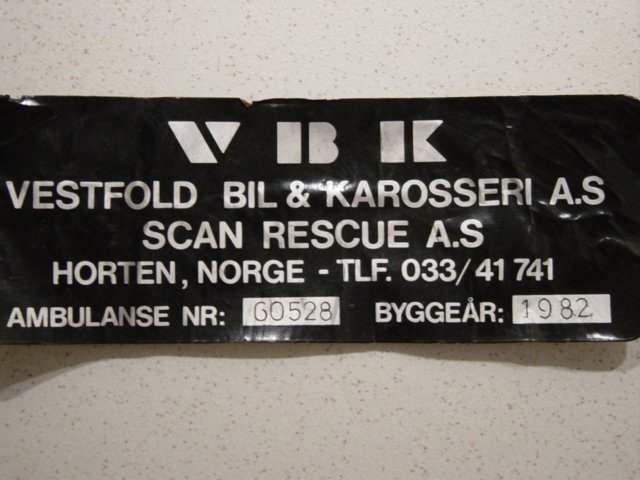 VBK
VESTFOLD BIL & KAROSSERI A.S
SCAN RESCUE A.S
HORTEN, NORGE - TLF. 033/41 741
AMBULANSE NR: 60528 BYGGEÅR: 1982